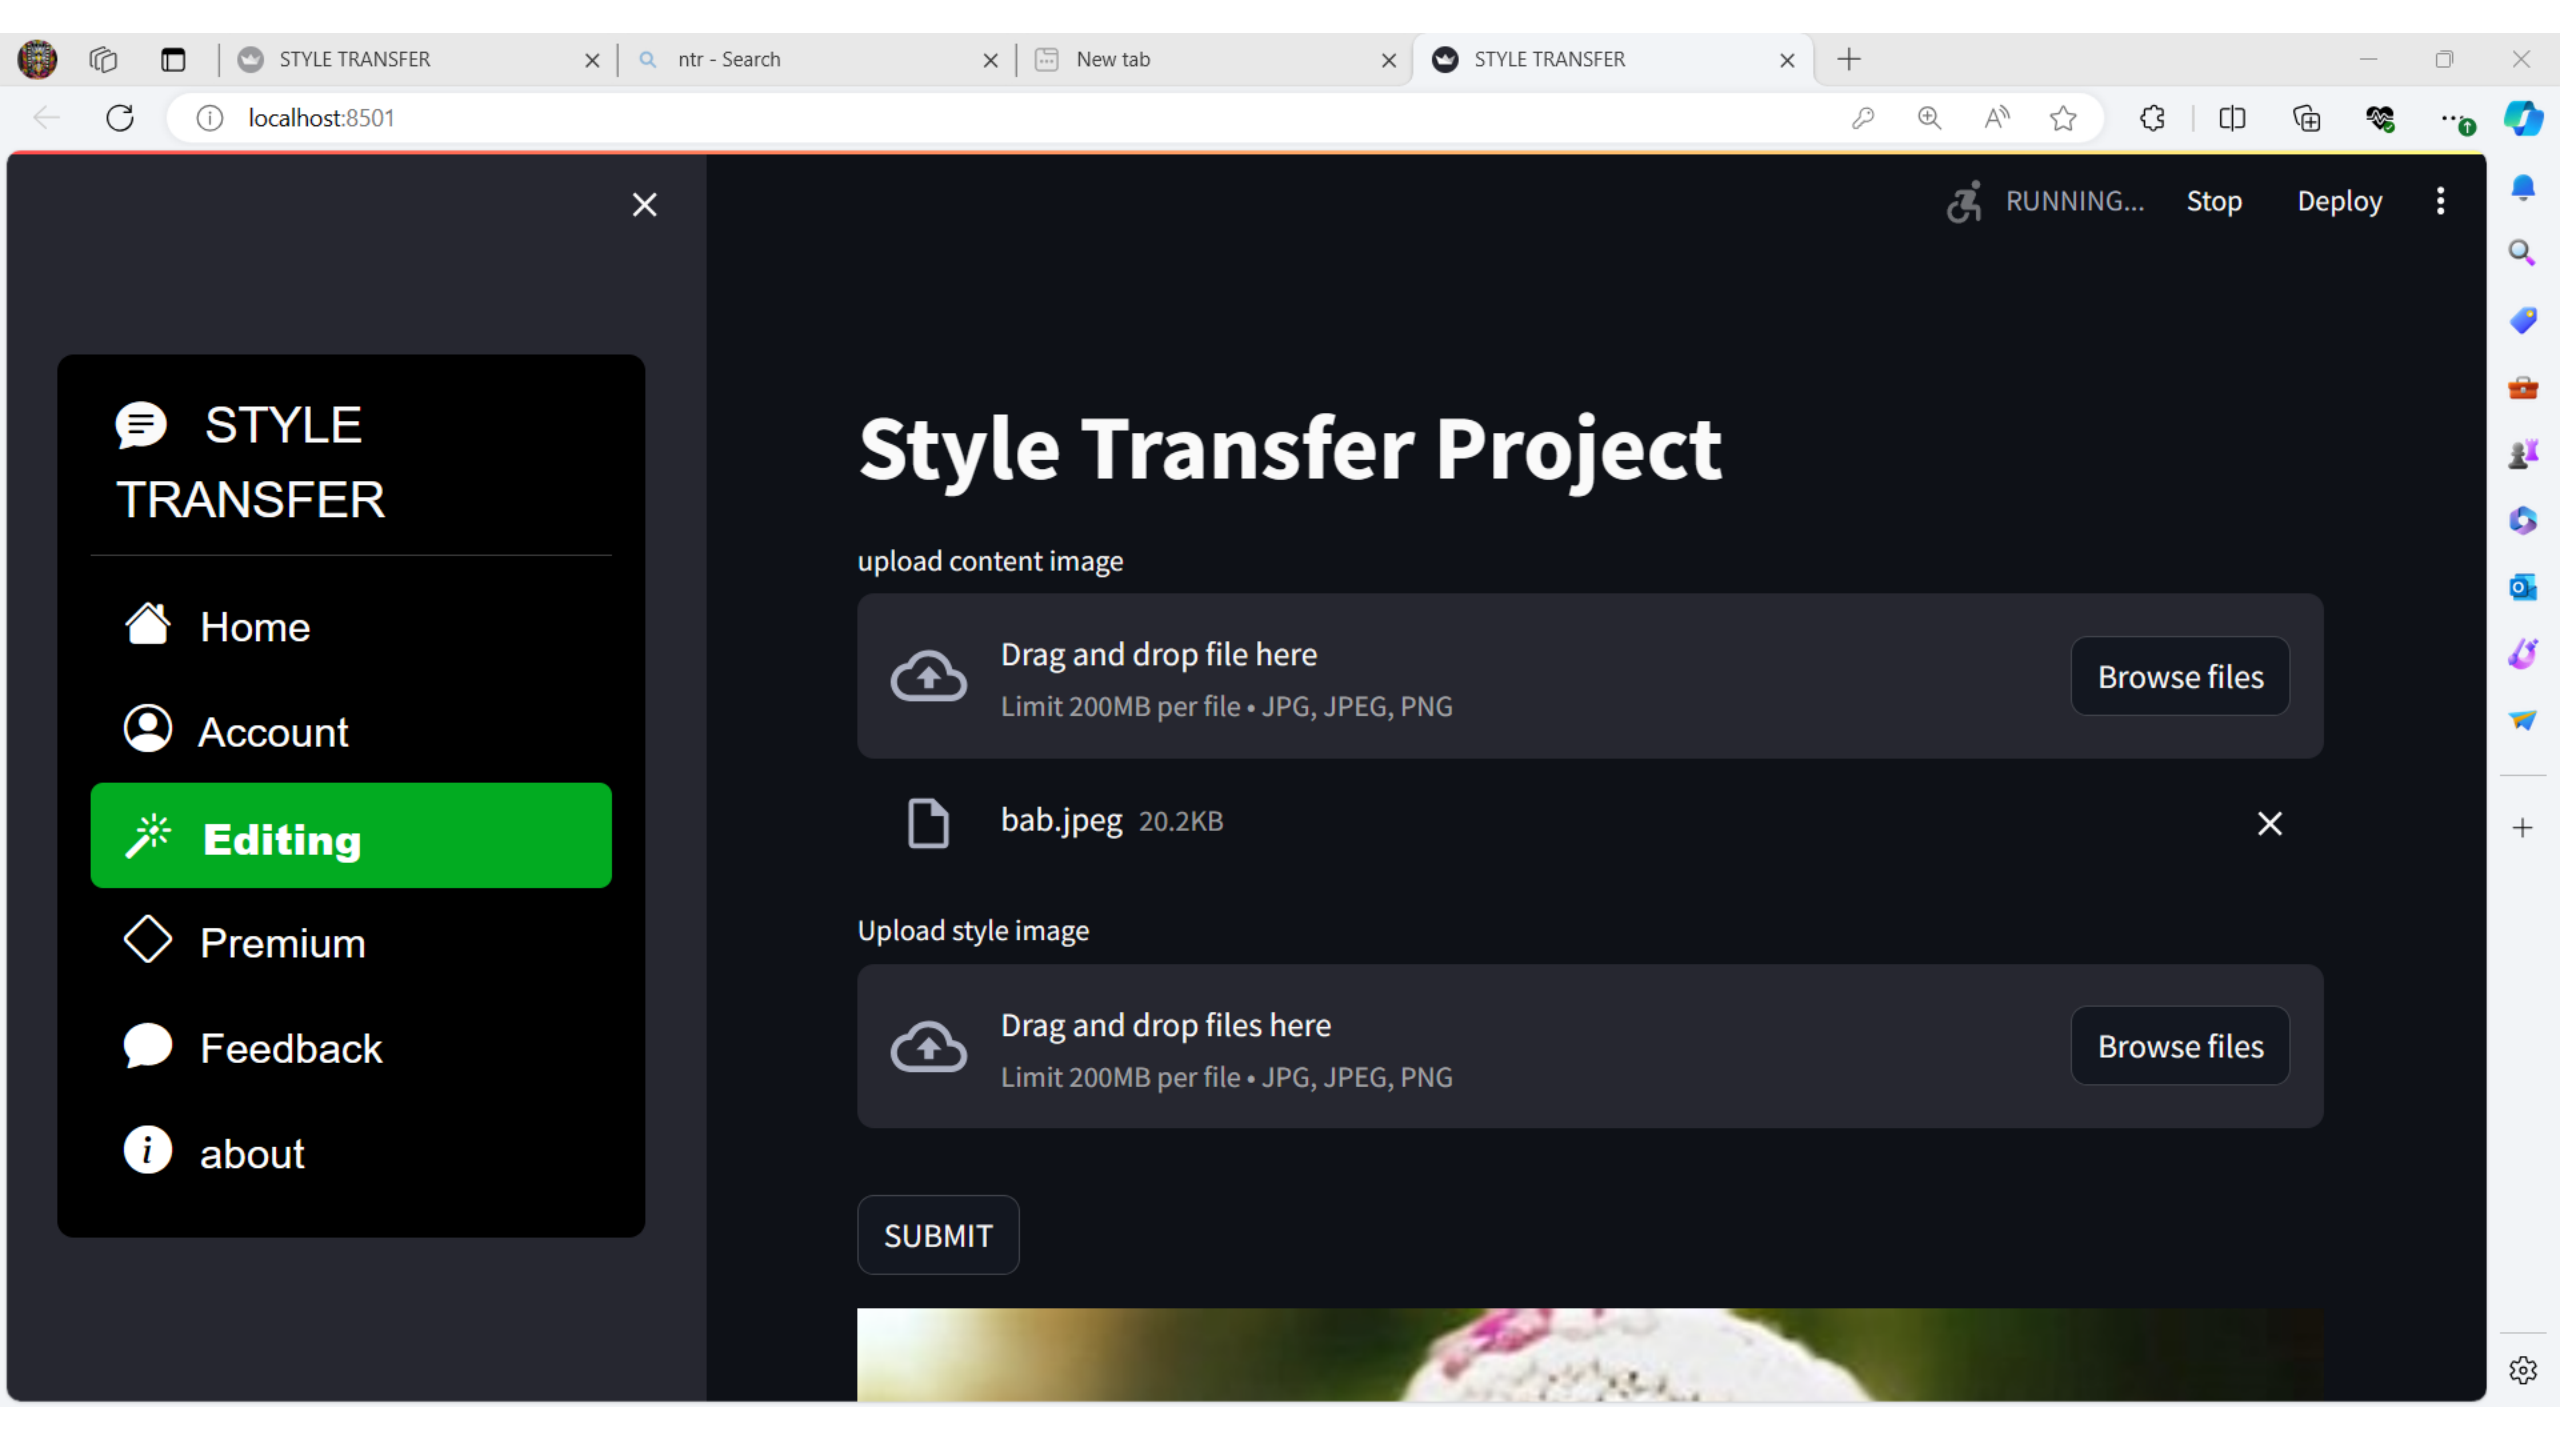 STYLE TRANSFER
ntr - Search
New tab
STYLE TRANSFER
localhost:8501
RUNNING...
Stop
Deploy
STYLE
TRANSFER
Home
Account
Editing
Premium
Feedback
about
Style Transfer Project
upload content image
Drag and drop file here
Limit 200MB per file • JPG, JPEG, PNG
Browse files
bab.jpeg 20.2KB
Upload style image
Drag and drop files here
Limit 200MB per file • JPG, JPEG, PNG
Browse files
SUBMIT